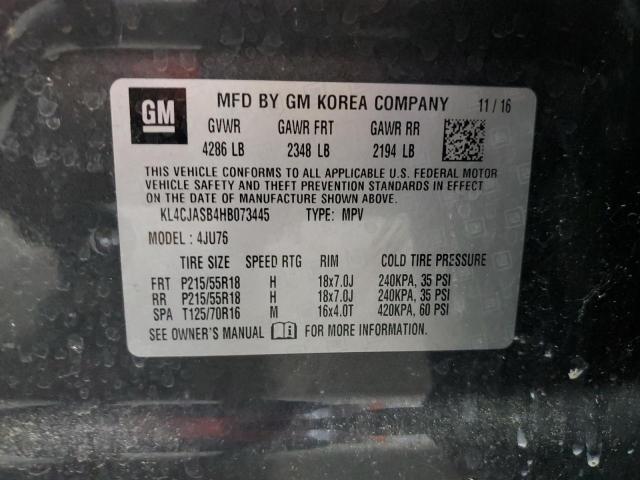 GM MFD BY GM KOREA COMPANY 11 / 16
GVWR GAWR FRT GAWR RR
4286 LB 2348 LB 2194 LB
THIS VEHICLE CONFORMS TO ALL APPLICABLE U.S. FEDERAL MOTOR
VEHICLE SAFETY AND THEFT PREVENTION STANDARDS IN EFFECT
ON THE DATE OF MANUFACTURE SHOWN ABOVE.
KL4CJASB4HB073445 TYPE: MPV
MODEL : 4JU76
TIRE SIZE SPEED RTG RIM COLD TIRE PRESSURE
FRT P215/55R18 H 18x7.0J 240KPA, 35 PSI
RR P215/55R18 H 18x7.0J 240KPA, 35 PSI
SPA T125/70R16 M 16x4.0T 420KPA, 60 PSI
SEE OWNER'S MANUAL FOR MORE INFORMATION.